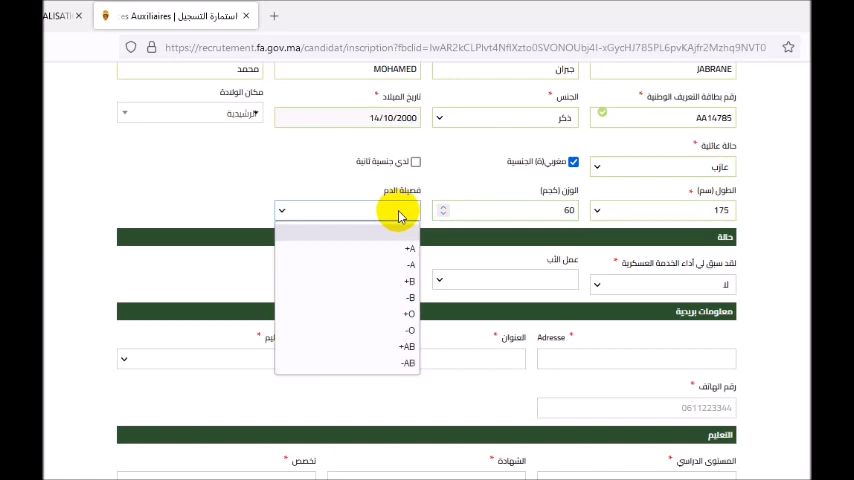 ALISATI
استمارة التسجيل | es Auxiliaires
https://recrutement.fa.gov.ma/candidat/inscription?fbclid=IwAR2kCLPlvt4NflXzto0SVONOUbj4I-xGycHJ785PL6pvKAjfr2Mzhq9NVT0
JABRANE
جبران
MOHAMED
محمد
رقم بطاقة التعريف الوطنية *
الجنس *
تاريخ الميلاد *
مكان الولادة
AA14785
ذكر
14/10/2000
الرشيدية
حالة عائلية *
عازب
مغربي(ة) الجنسية
لدي جنسية ثانية
الطول (سم) *
الوزن (كجم)
فصيلة الدم
175
60
+A
-A
+B
-B
+O
-O
+AB
-AB
حالة
لقد سبق لي أداء الخدمة العسكرية *
عمل الأب
لا
معلومات بريدية
Adresse *
العنوان *
يم *
رقم الهاتف *
0611223344
التعليم
المستوى الدراسي *
الشهادة *
تخصص *